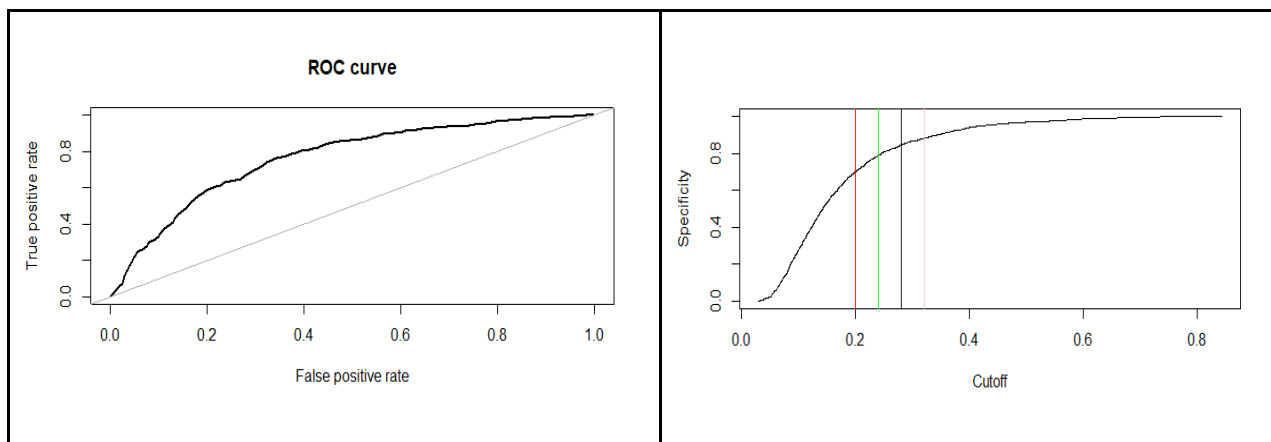 ROC curve
True positive rate
0.0 0.4 0.8
0.0 0.2 0.4 0.6 0.8 1.0
False positive rate
Specificity
0.0 0.4 0.8
0.0 0.2 0.4 0.6 0.8
Cutoff